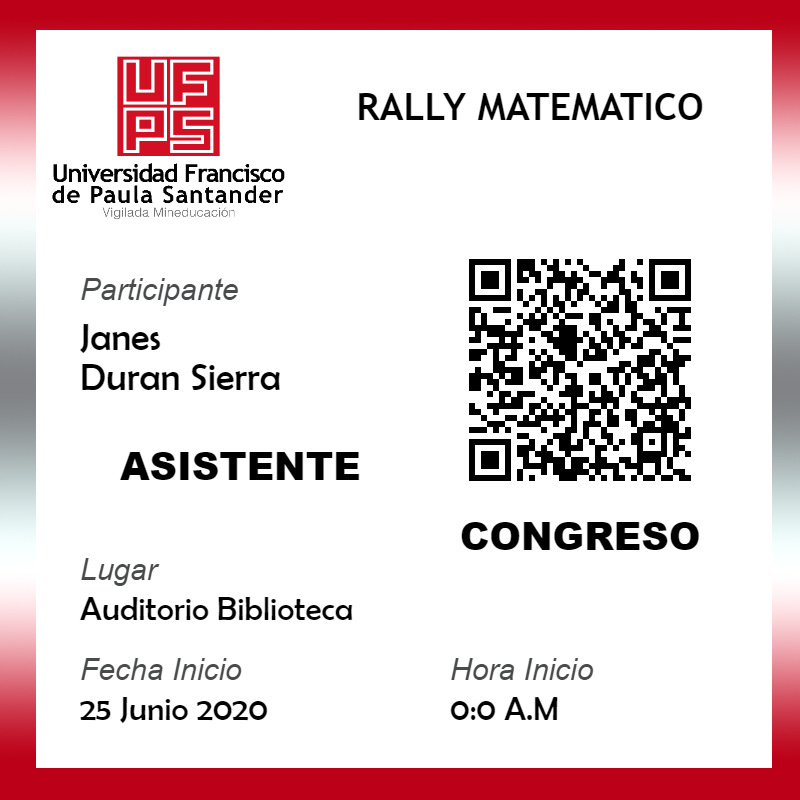 UFPS
Universidad Francisco
de Paula Santander
Vigilada Mineducación
RALLY MATEMATICO
Participante
Janes
Duran Sierra
ASISTENTE
CONGRESO
Lugar
Auditorio Biblioteca
Fecha Inicio
25 Junio 2020
Hora Inicio
0:0 A.M